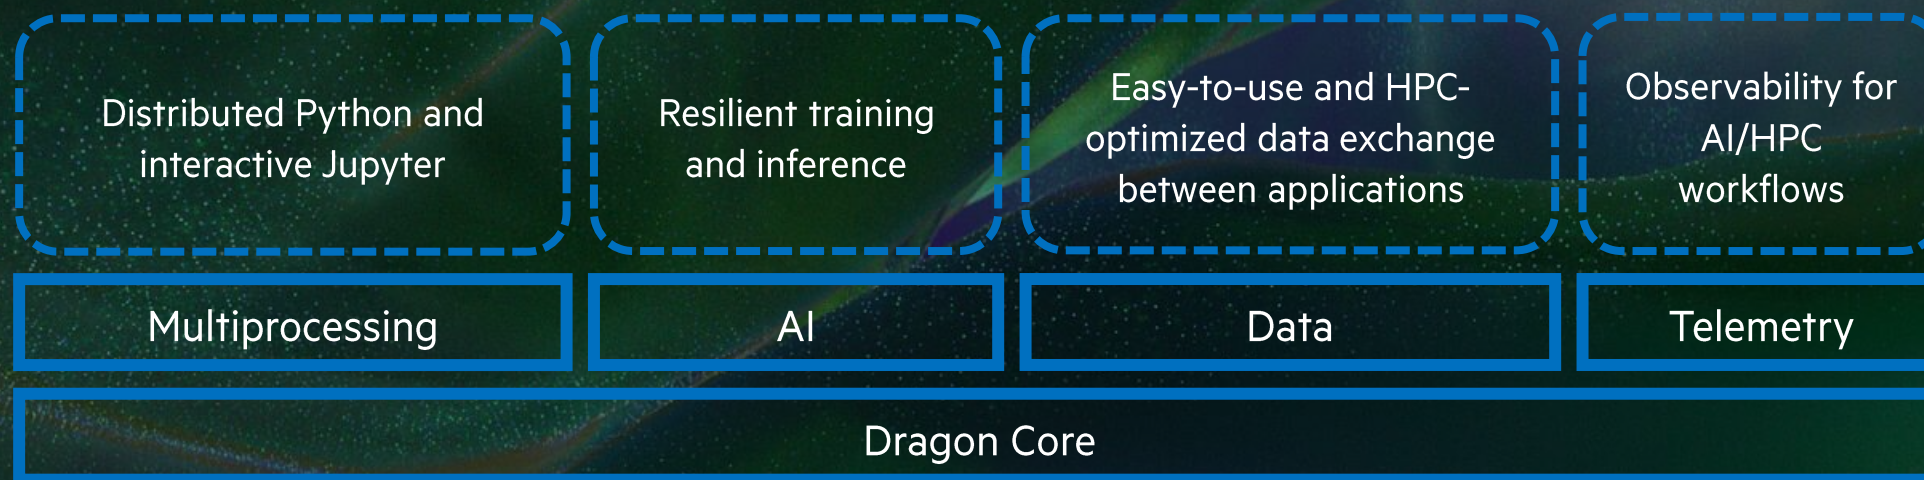 Distributed Python and
interactive Jupyter
Resilient training
and inference
Easy-to-use and HPC-
optimized data exchange
between applications
Observability for
AI/HPC
workflows
Multiprocessing
AI
Data
Telemetry
Dragon Core